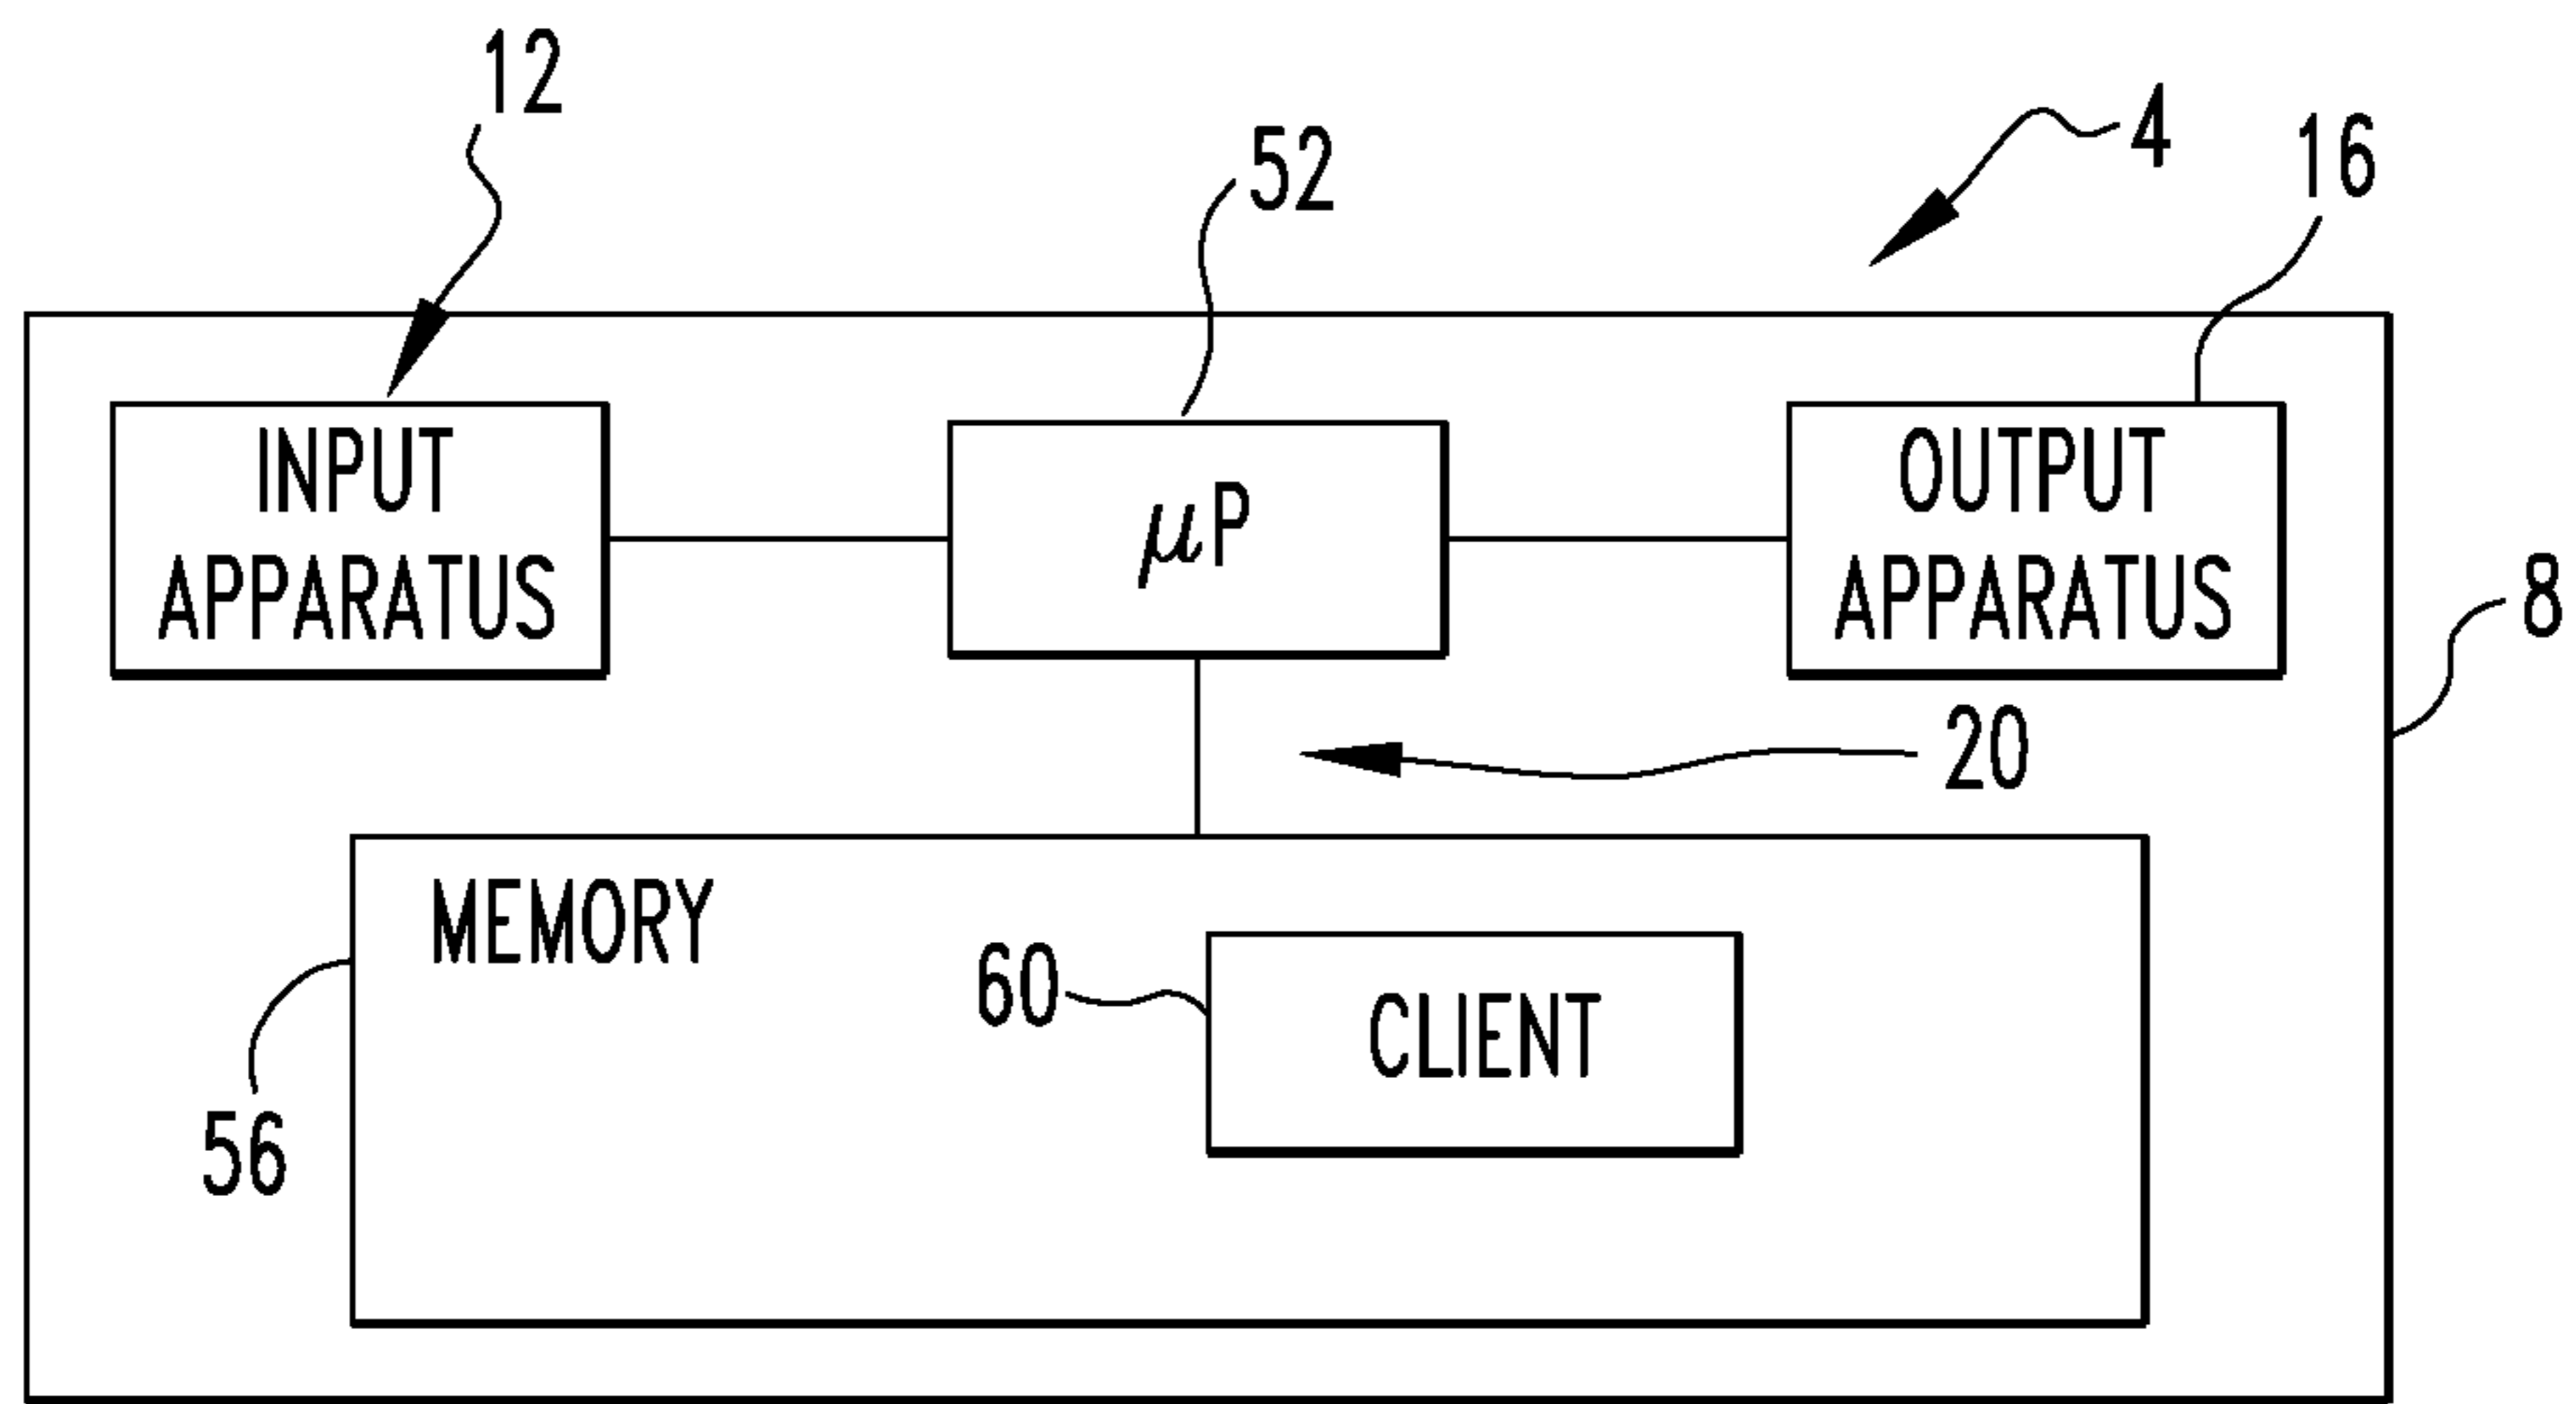 12
4
52
16
INPUT
APPARATUS
μP
OUTPUT
APPARATUS
8
20
MEMORY
60
CLIENT
56